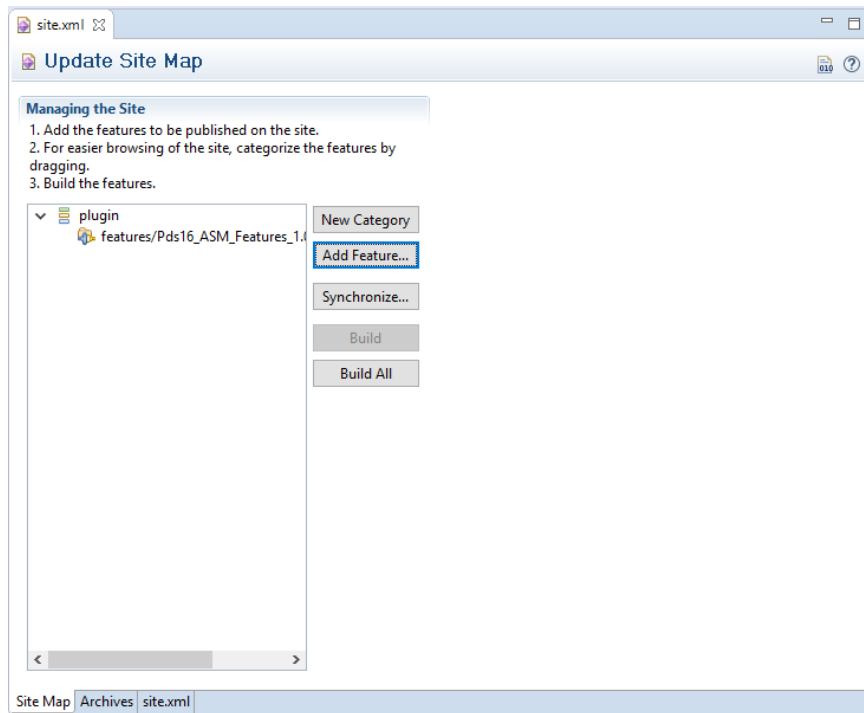 site.xml
Update Site Map
Managing the Site
1. Add the features to be published on the site.
2. For easier browsing of the site, categorize the features by
dragging.
3. Build the features.
plugin
features/Pds16_ASM_Features_1.0
New Category
Add Feature...
Synchronize...
Build
Build All
Site Map Archives site.xml